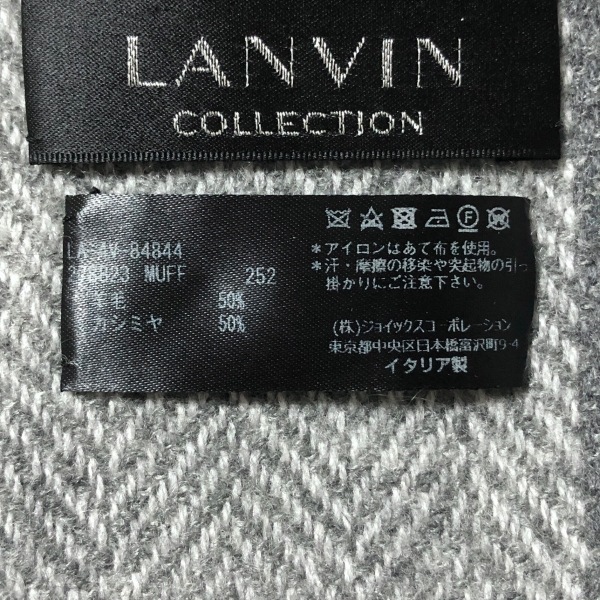 LANVIN
COLLECTION
LA-4V-84844
MUFF 252
毛 50%
カシミヤ 50%
*アイロンはあて布を使用。
*汗・摩擦の移染や突起物の引っ
掛かりにご注意下さい。
(株)ジョイックスコーポレーション
東京都中央区日本橋富沢町9-4
イタリア製